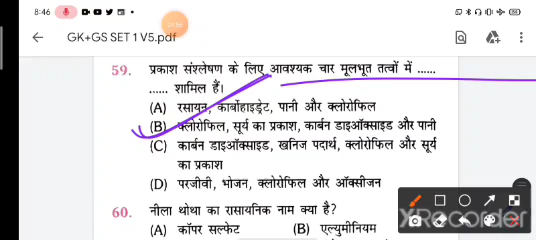 8:46
GK+GS SET 1 V5.pdf
59. प्रकाश संश्लेषण के लिए आवश्यक चार मूलभूत तत्वों में ......
...... शामिल हैं।
(A) रसायन, कार्बोहाइड्रेट, पानी और क्लोरोफिल
(B) क्लोरोफिल, सूर्य का प्रकाश, कार्बन डाइऑक्साइड और पानी
(C) कार्बन डाइऑक्साइड, खनिज पदार्थ, क्लोरोफिल और सूर्य
का प्रकाश
(D) परजीवी, भोजन, क्लोरोफिल और ऑक्सीजन
60. नीला थोथा का रासायनिक नाम क्या है?
(A) कॉपर सल्फेट (B) एल्युमीनियम
XRecorder